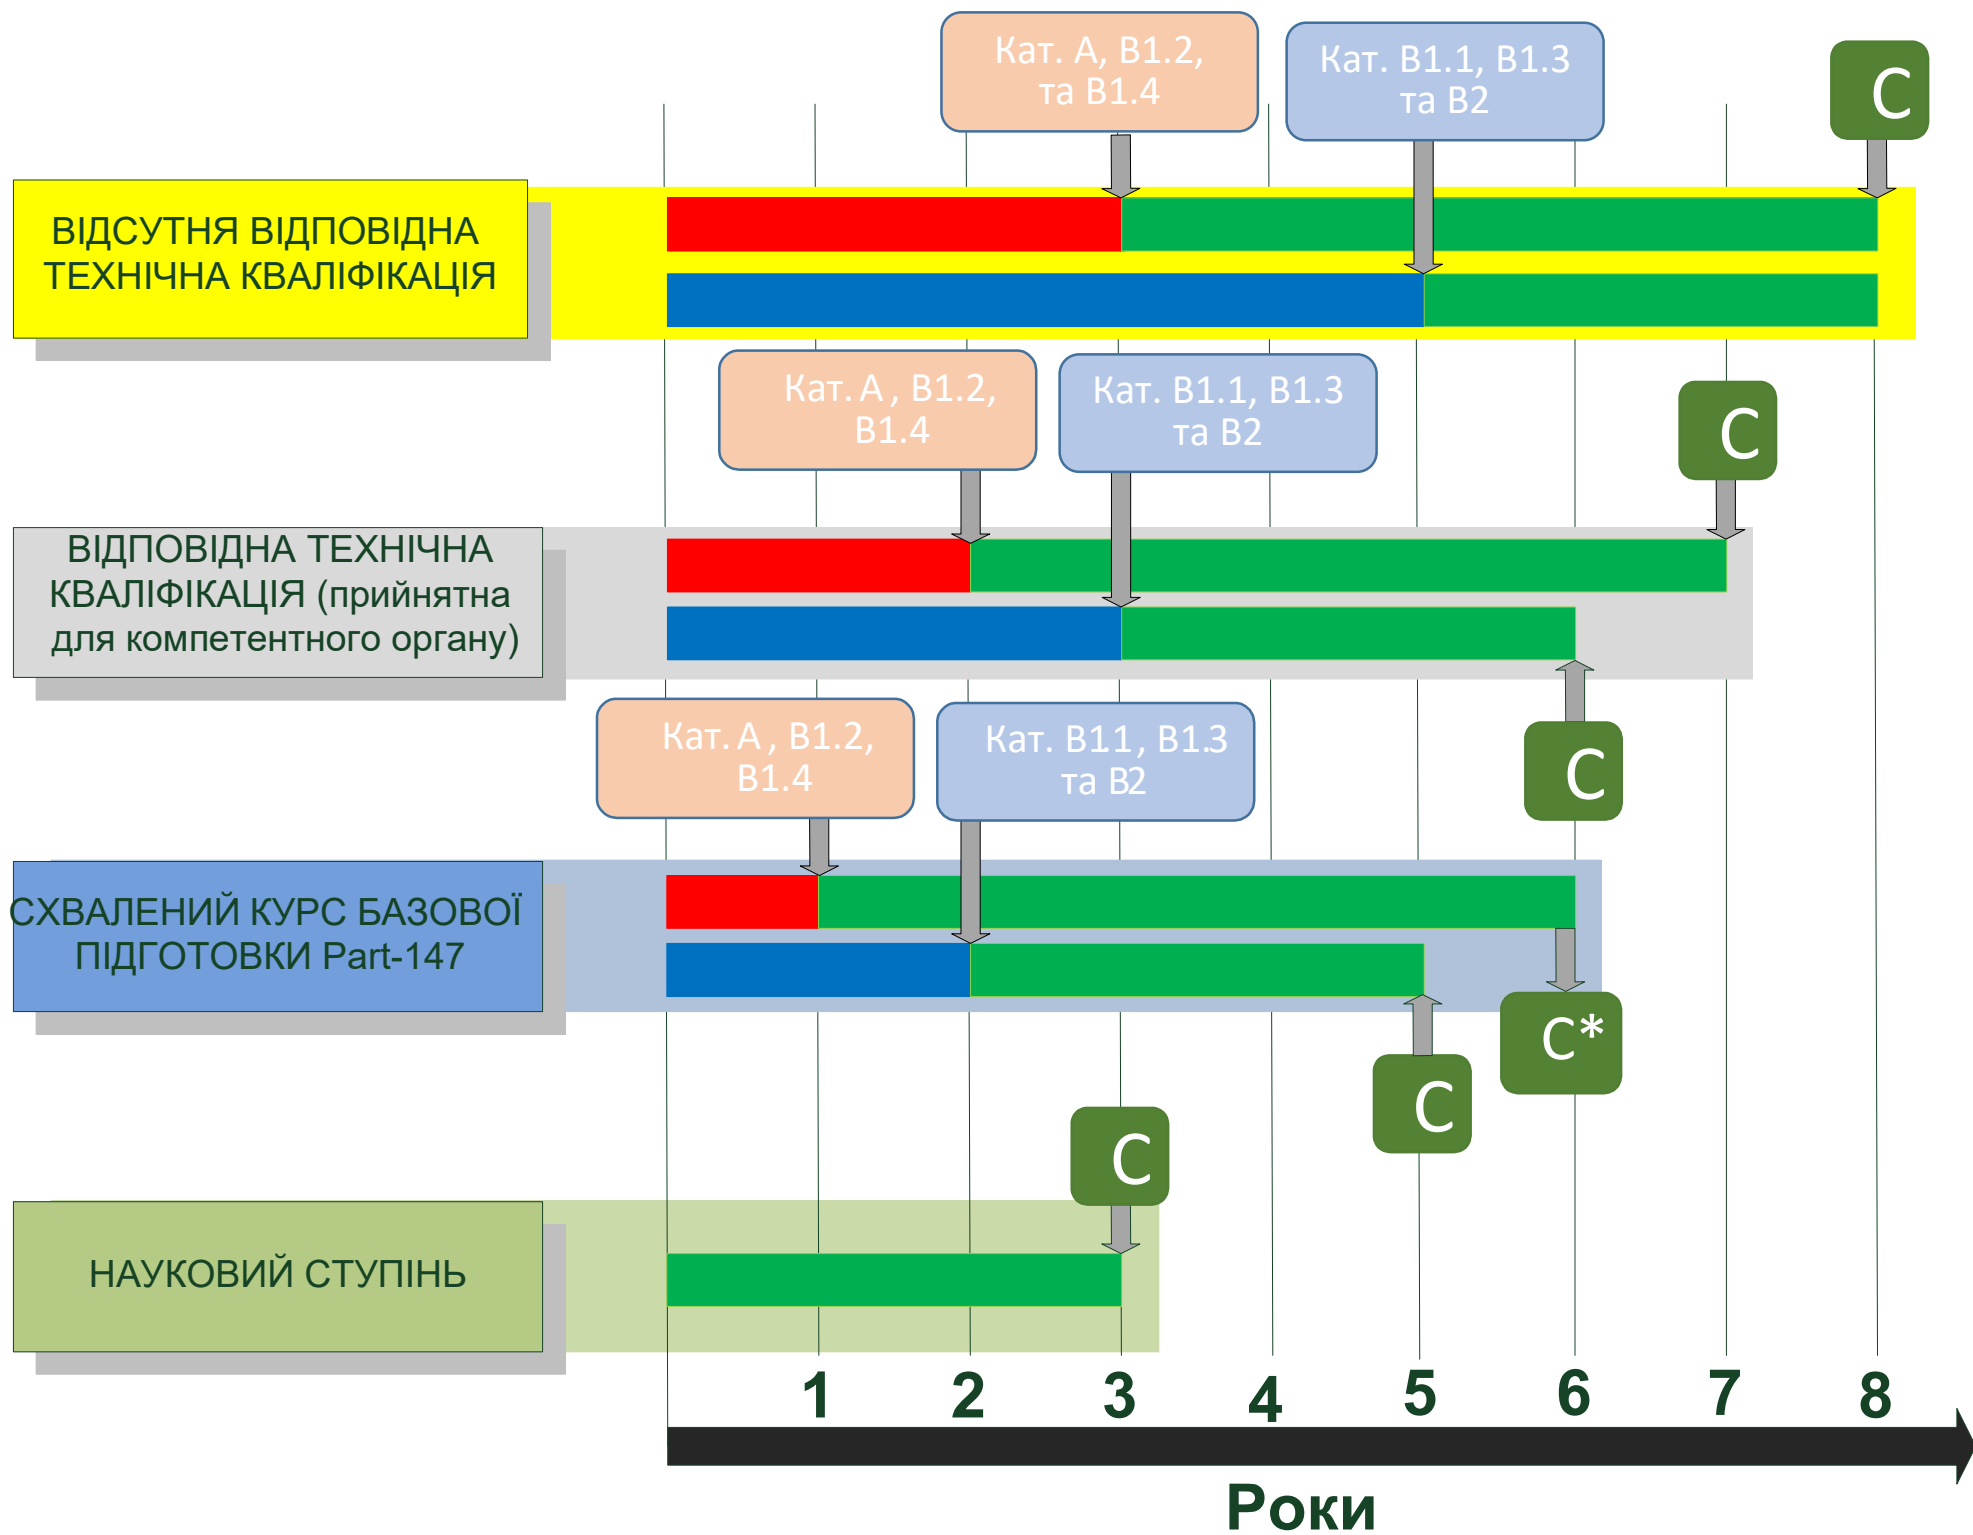 Кат. А, В1.2,
та В1.4
Кат. В1.1, В1.3
та В2
С
ВІДСУТНЯ ВІДПОВІДНА
ТЕХНІЧНА КВАЛІФІКАЦІЯ
Кат. А , В1.2,
В1.4
Кат. В1.1, В1.3
та В2
С
ВІДПОВІДНА ТЕХНІЧНА
КВАЛІФІКАЦІЯ (прийнятна
для компетентного органу)
С
Кат. А , В1.2,
В1.4
Кат. В1.1, В1.3
та В2
СХВАЛЕНИЙ КУРС БАЗОВОЇ
ПІДГОТОВКИ Part-147
С*
С
С
НАУКОВИЙ СТУПІНЬ
1 2 3 4 5 6 7 8
Роки